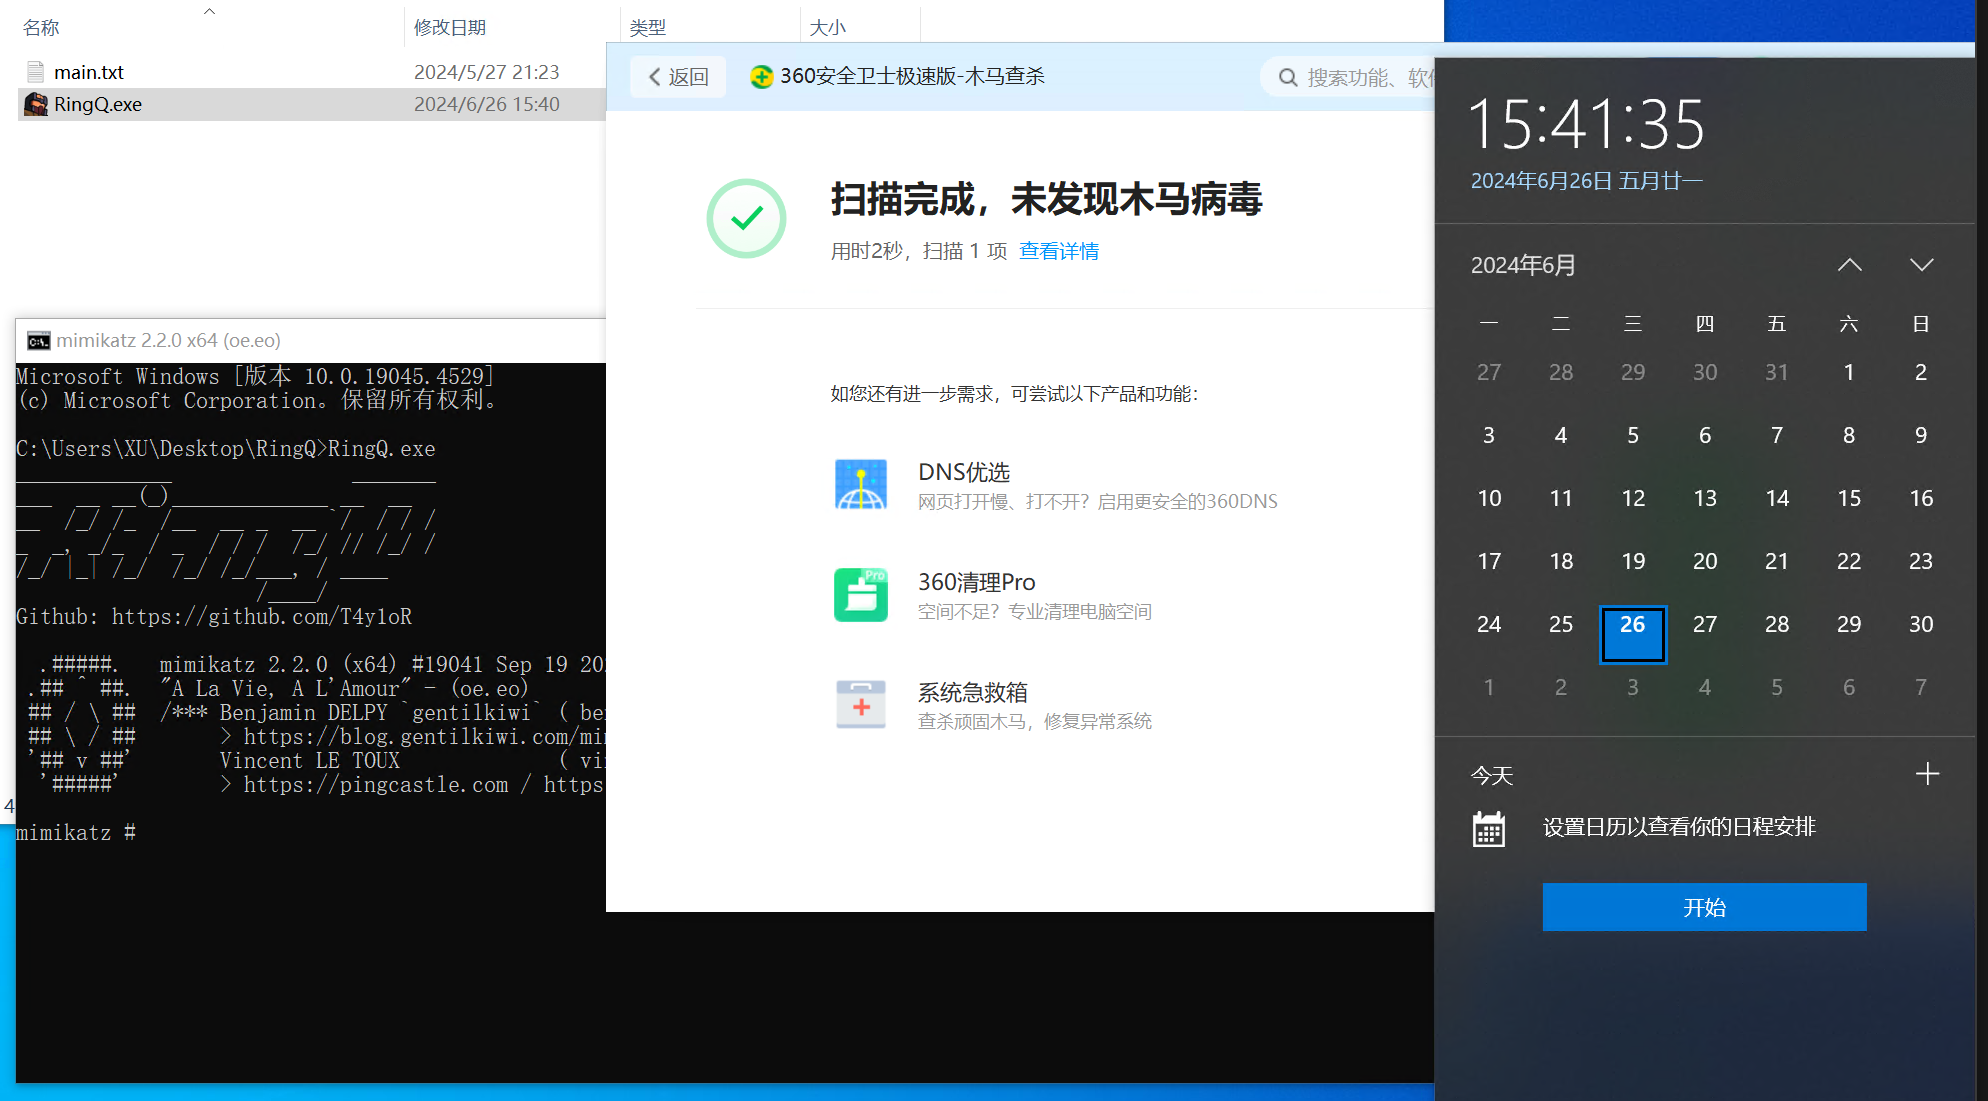 名称 修改日期 类型 大小
main.txt 2024/5/27 21:23
RingQ.exe 2024/6/26 15:40
4
mimikatz 2.2.0 x64 (oe.eo)
Microsoft Windows [版本 10.0.19045.4529]
(c) Microsoft Corporation。保留所有权利。
C:\Users\XU\Desktop\RingQ>RingQ.exe
Github: https://github.com/T4y1oR
.#####. mimikatz 2.2.0 (x64) #19041 Sep 19 20
.## ^ ##. "A La Vie, A L'Amour" - (oe.eo)
## / \ ## /*** Benjamin DELPY `gentilkiwi` ( be
## \ / ## > https://blog.gentilkiwi.com/mi
'## v ##' Vincent LE TOUX ( vi
'#####' > https://pingcastle.com / https
mimikatz #
返回
360安全卫士极速版-木马查杀
搜索功能、软
扫描完成，未发现木马病毒
用时2秒，扫描 1 项 查看详情
如您还有进一步需求，可尝试以下产品和功能：
DNS优选
网页打开慢、打不开？启用更安全的360DNS
Pro
360清理Pro
空间不足？专业清理电脑空间
系统急救箱
查杀顽固木马，修复异常系统
15:41:35
2024年6月26日 五月廿一
2024年6月
一 二 三 四 五 六 日
27 28 29 30 31 1 2
3 4 5 6 7 8 9
10 11 12 13 14 15 16
17 18 19 20 21 22 23
24 25 26 27 28 29 30
1 2 3 4 5 6 7
今天
设置日历以查看你的日程安排
开始